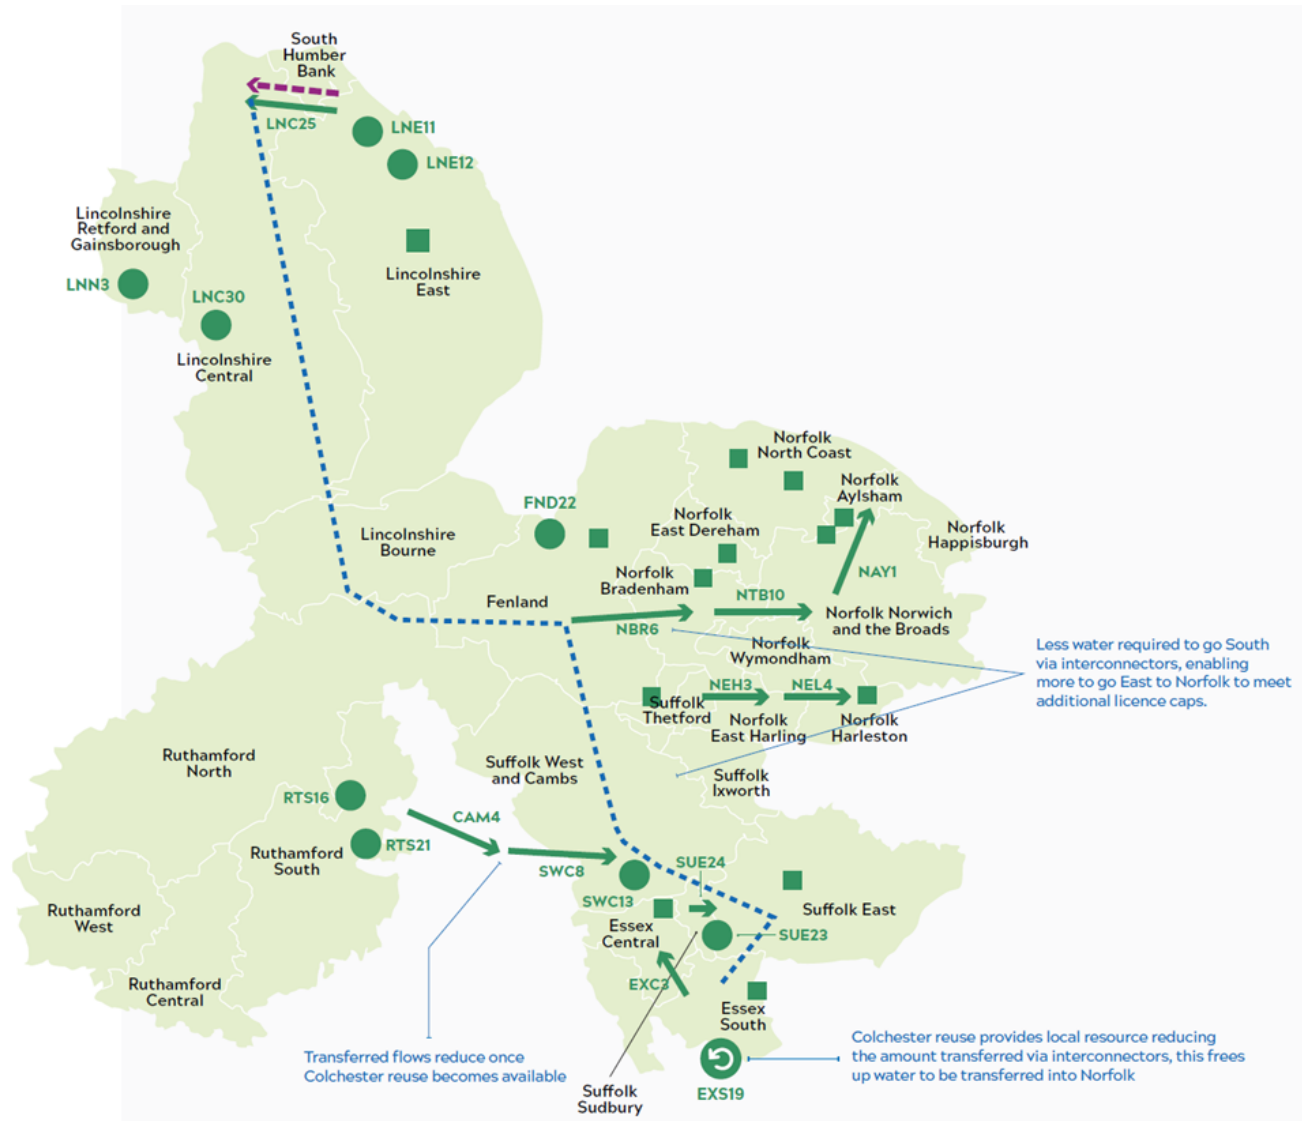 South
Humber
Bank
LNC25
LNE11
LNE12
Lincolnshire
Retford and
Gainsborough
LNN3
LNC30
Lincolnshire
Central
Lincolnshire
East
Norfolk
North Coast
Norfolk
Aylsham
FND22
Norfolk
East Dereham
Norfolk
Happisburgh
Lincolnshire
Bourne
Norfolk
Bradenham
NAY1
NTB10
Fenland
NBR6
Norfolk Norwich
and the Broads
Norfolk
Wymondham
Less water required to go South
via interconnectors, enabling
more to go East to Norfolk to meet
additional licence caps.
NEH3
NEL4
Suffolk
Thetford
Norfolk
East Harling
Norfolk
Harleston
Ruthamford
North
Suffolk West
and Cambs
Suffolk
Ixworth
RTS16
CAM4
RTS21
Ruthamford
South
SWC8
SUE24
SWC13
Ruthamford
West
Essex
Central
Suffolk East
SUE23
Ruthamford
Central
EXC3
Essex
South
Transferred flows reduce once
Colchester reuse becomes available
Colchester reuse provides local resource reducing
the amount transferred via interconnectors, this frees
up water to be transferred into Norfolk
Suffolk
Sudbury
EXS19